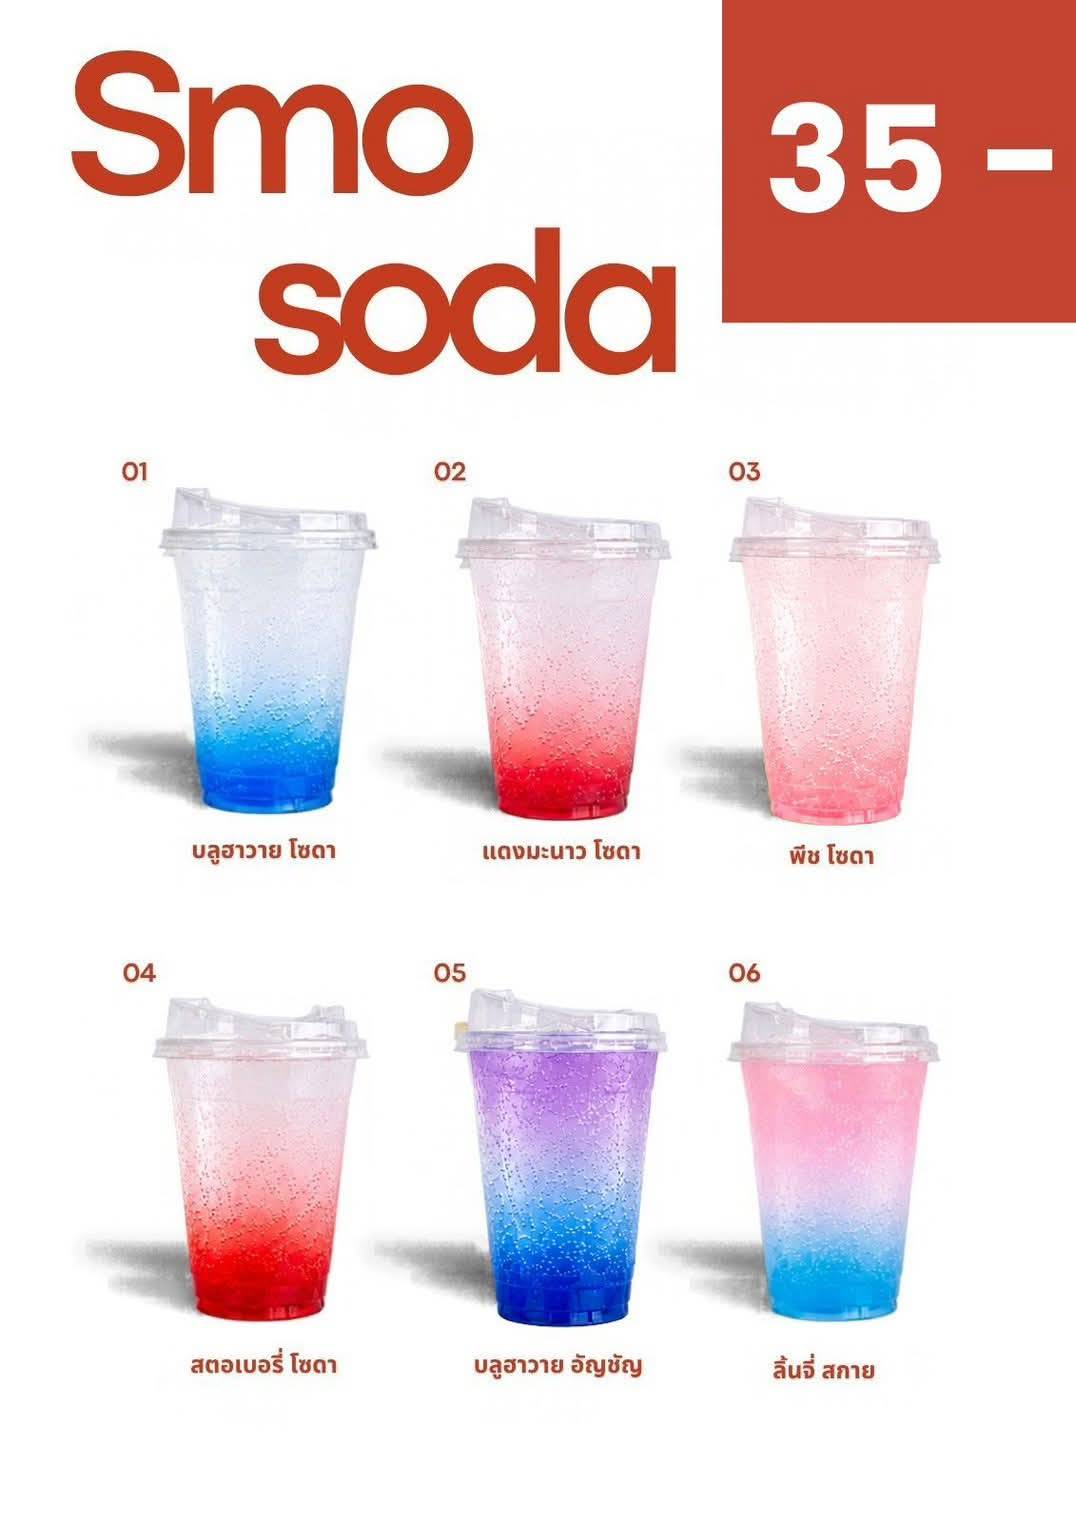 Smo
soda
35 -
01
02
03
บลูฮาวาย โซดา
แดงมะนาว โซดา
พีช โซดา
04
05
06
สตอเบอรี่ โซดา
บลูฮาวาย อัญชัญ
ลิ้นจี่ สกาย